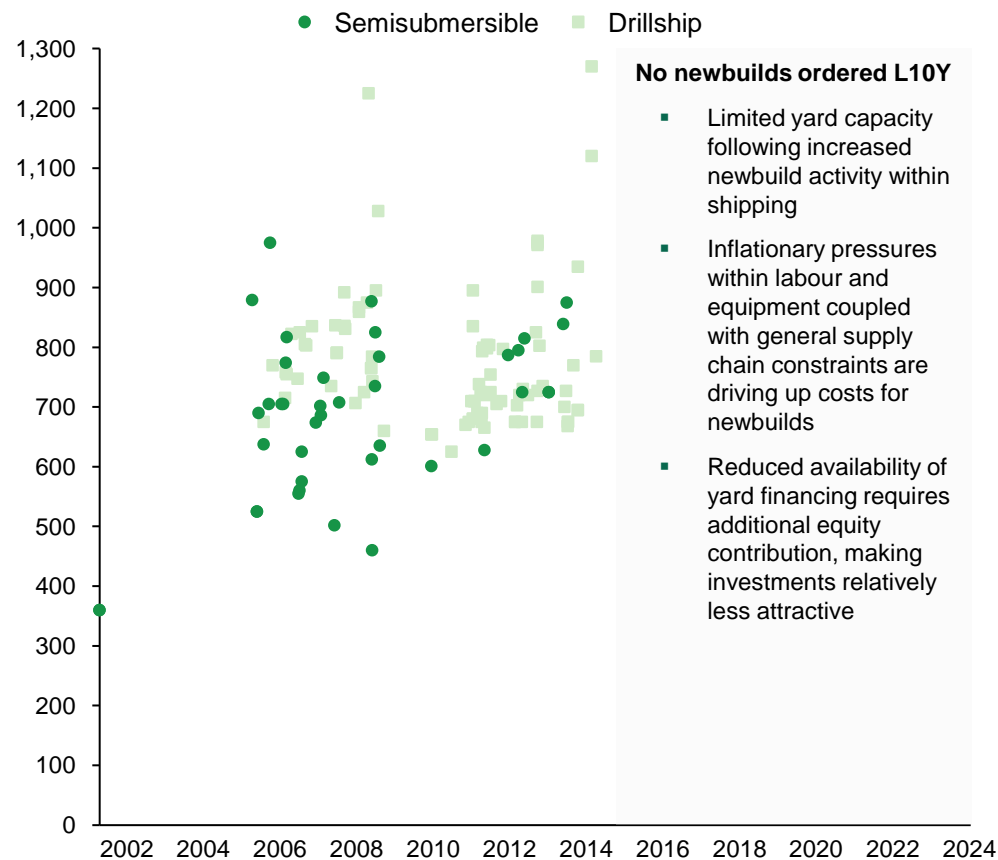 Semisubmersible Drillship
1,300
1,200
1,100
1,000
900
800
700
600
500
400
300
200
100
0
2002 2004 2006 2008 2010 2012 2014 2016 2018 2020 2022 2024
No newbuilds ordered L10Y
▪ Limited yard capacity
following increased
newbuild activity within
shipping
▪ Inflationary pressures
within labour and
equipment coupled
with general supply
chain constraints are
driving up costs for
newbuilds
▪ Reduced availability of
yard financing requires
additional equity
contribution, making
investments relatively
less attractive